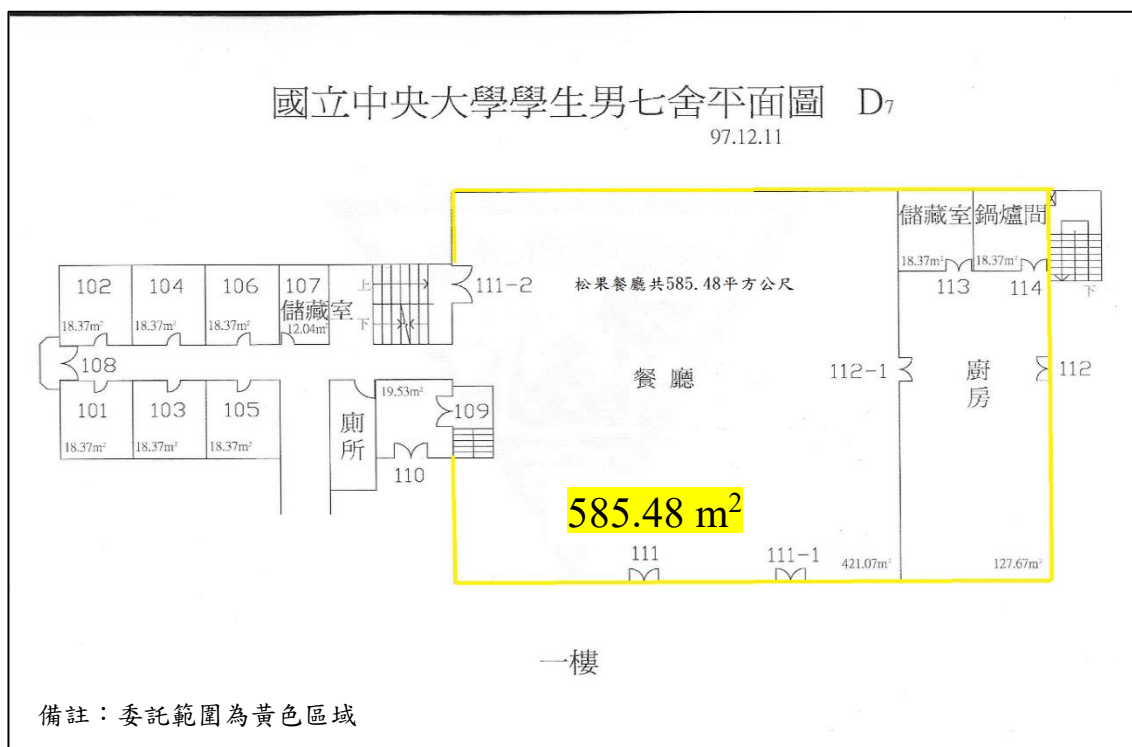 國立中央大學學生男七舍平面圖 D7
97.12.11
儲藏室 鍋爐間
18.37m² 18.37m²
113 114
下
102 104 106 107
儲藏室
18.37m² 18.37m² 18.37m² 12.04m²
上
下
111-2
松果餐廳共585.48平方公尺
108
餐廳
112-1
廚房
112
101 103 105
18.37m² 18.37m² 18.37m²
廁所
19.53m²
109
110
585.48 m²
111 111-1
421.07m² 127.67m²
一樓
備註：委託範圍為黃色區域